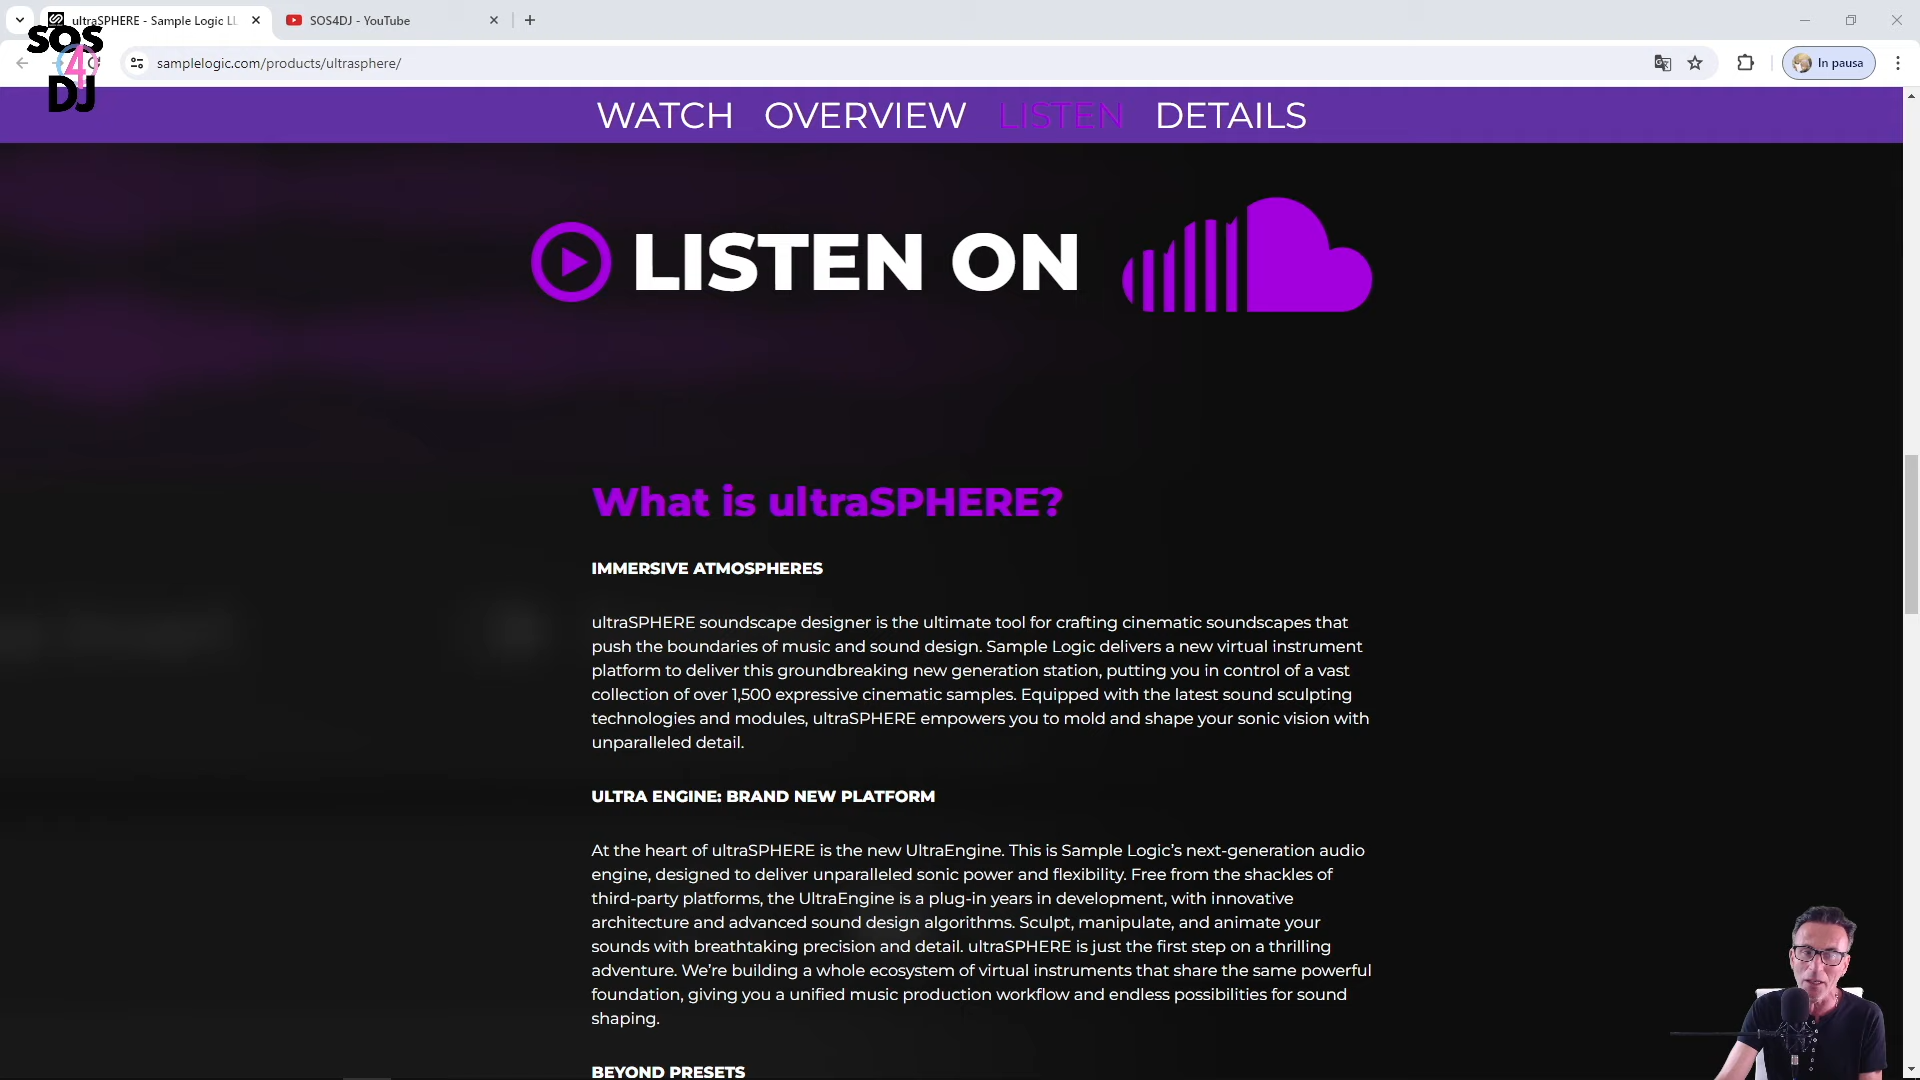 ultraSPHERE - Sample Logic LL
SOS4DJ - YouTube
SOS
4
DJ
samplelogic.com/products/ultrasphere/
In pausa
WATCH OVERVIEW LISTEN DETAILS
LISTEN ON
What is ultraSPHERE?
IMMERSIVE ATMOSPHERES
ultraSPHERE soundscape designer is the ultimate tool for crafting cinematic soundscapes that
push the boundaries of music and sound design. Sample Logic delivers a new virtual instrument
platform to deliver this groundbreaking new generation station, putting you in control of a vast
collection of over 1,500 expressive cinematic samples. Equipped with the latest sound sculpting
technologies and modules, ultraSPHERE empowers you to mold and shape your sonic vision with
unparalleled detail.
ULTRA ENGINE: BRAND NEW PLATFORM
At the heart of ultraSPHERE is the new UltraEngine. This is Sample Logic’s next-generation audio
engine, designed to deliver unparalleled sonic power and flexibility. Free from the shackles of
third-party platforms, the UltraEngine is a plug-in years in development, with innovative
architecture and advanced sound design algorithms. Sculpt, manipulate, and animate your
sounds with breathtaking precision and detail. ultraSPHERE is just the first step on a thrilling
adventure. We’re building a whole ecosystem of virtual instruments that share the same powerful
foundation, giving you a unified music production workflow and endless possibilities for sound
shaping.
BEYOND PRESETS